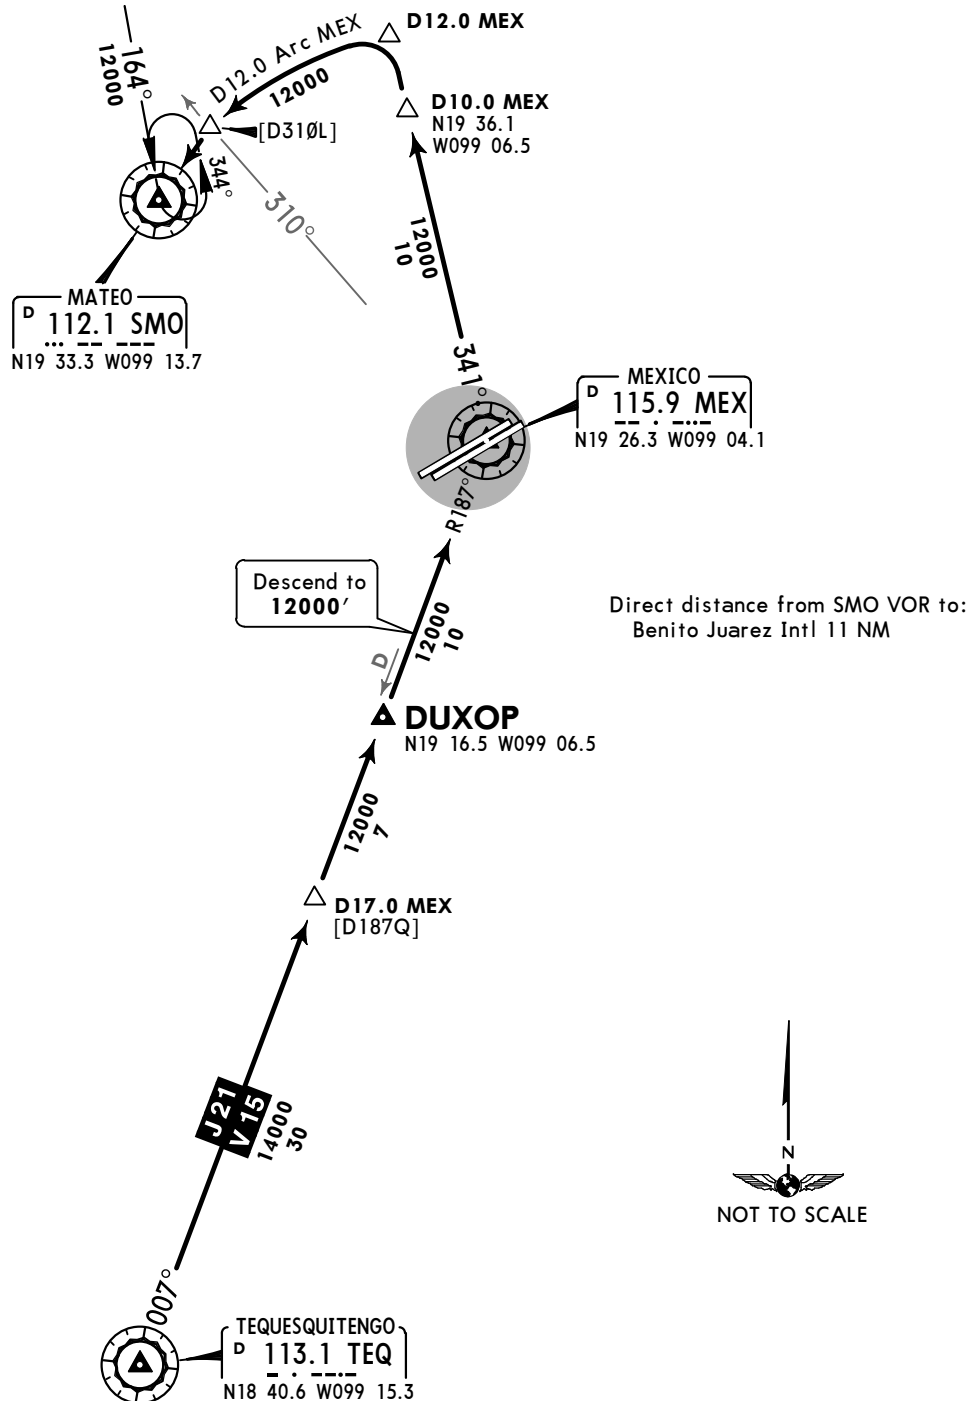 D12.0 MEX
D12.0 Arc MEX
12000
164°
12000
D10.0 MEX
N19 36.1
W099 06.5
[D31ØL]
344°
310°
12000
10
MATEO
D 112.1 SMO
N19 33.3 W099 13.7
341°
MEXICO
D 115.9 MEX
N19 26.3 W099 04.1
R187°
Descend to
12000'
12000
10
D
Direct distance from SMO VOR to:
Benito Juarez Intl 11 NM
DUXOP
N19 16.5 W099 06.5
12000
7
D17.0 MEX
[D187Q]
J 21
V 15
14000
30
N
NOT TO SCALE
007°
TEQUESQUITENGO
D 113.1 TEQ
N18 40.6 W099 15.3